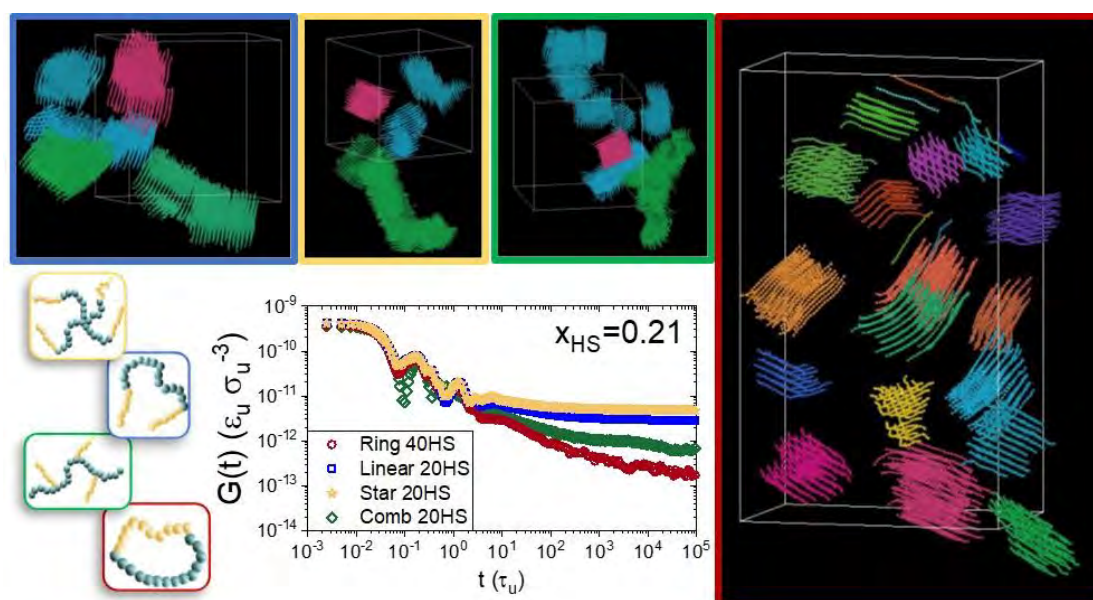 x_HS=0.21
G(t) (ε_u σ_u^-3)
10^-9
10^-10
10^-11
10^-12
10^-13
10^-14
Ring 40HS
Linear 20HS
Star 20HS
Comb 20HS
10^-3 10^-2 10^-1 10^0 10^1 10^2 10^3 10^4 10^5
t (τ_u)